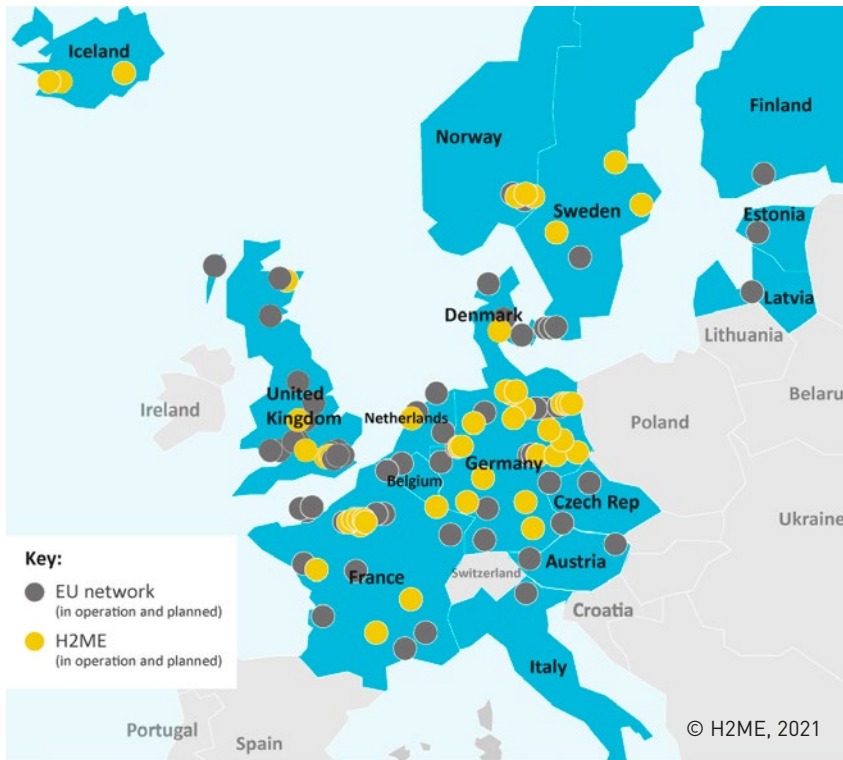 Iceland
Finland
Norway
Sweden
Estonia
Latvia
Denmark
Lithuania
Belaru
United
Kingdom
Ireland
Netherlands
Poland
Germany
Belgium
Czech Rep
Ukraine
Key:
EU network
(in operation and planned)
H2ME
(in operation and planned)
Austria
Switzerland
France
Croatia
Italy
Portugal
Spain
© H2ME, 2021